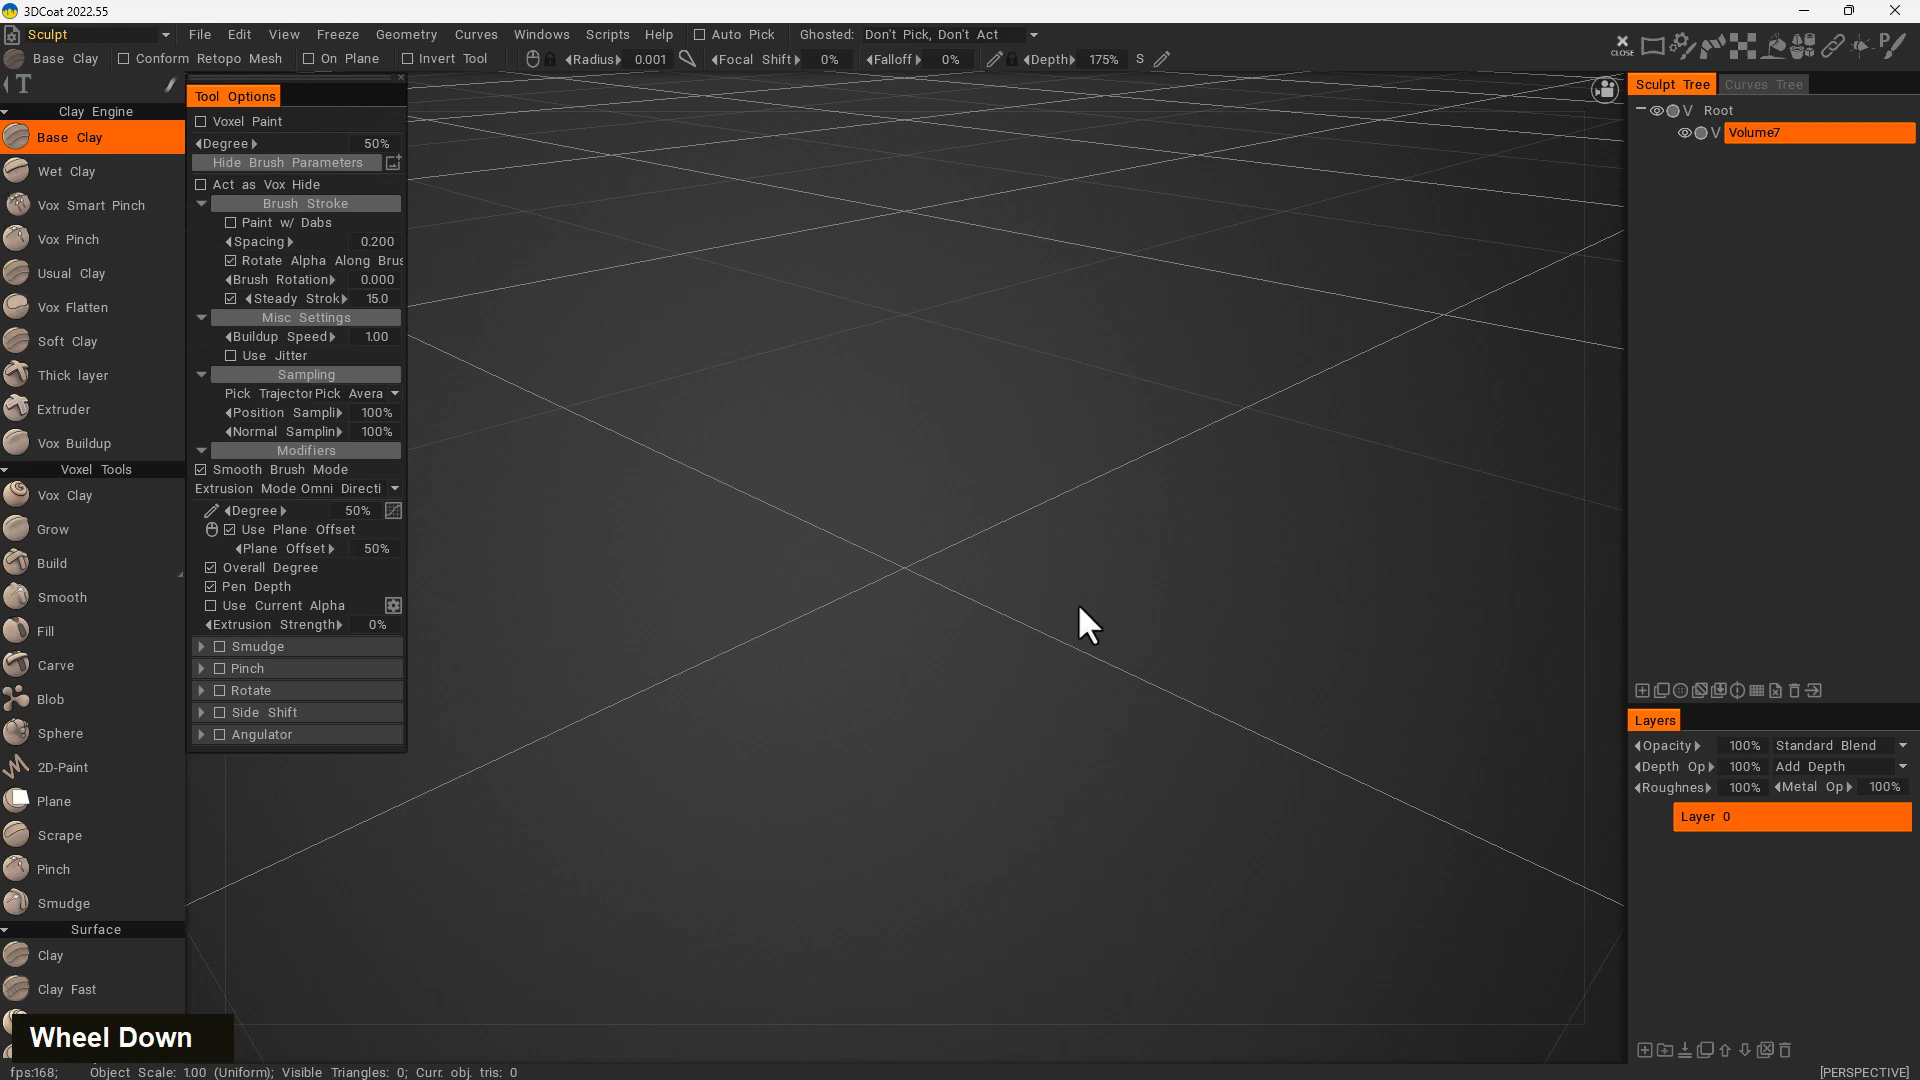 3DCoat 2022.55
Sculpt File Edit View Freeze Geometry Curves Windows Scripts Help Auto Pick Ghosted: Don't Pick, Don't Act
Base Clay Conform Retopo Mesh On Plane Invert Tool Radius 0.001 Focal Shift 0% Falloff 0% Depth 175% S
CLOSE
T
Clay Engine
Base Clay
Wet Clay
Vox Smart Pinch
Vox Pinch
Usual Clay
Vox Flatten
Soft Clay
Thick layer
Extruder
Vox Buildup
Voxel Tools
Vox Clay
Grow
Build
Smooth
Fill
Carve
Blob
Sphere
2D-Paint
Plane
Scrape
Pinch
Smudge
Surface
Clay
Clay Fast
Tool Options
Voxel Paint
Degree 50%
Hide Brush Parameters
Act as Vox Hide
Brush Stroke
Paint w/ Dabs
Spacing 0.200
Rotate Alpha Along Brus
Brush Rotation 0.000
Steady Strok 15.0
Misc Settings
Buildup Speed 1.00
Use Jitter
Sampling
Pick Trajector Pick Avera
Position Sampli 100%
Normal Samplin 100%
Modifiers
Smooth Brush Mode
Extrusion Mode Omni Directi
Degree 50%
Use Plane Offset
Plane Offset 50%
Overall Degree
Pen Depth
Use Current Alpha
Extrusion Strength 0%
Smudge
Pinch
Rotate
Side Shift
Angulator
Sculpt Tree Curves Tree
V Root
V Volume7
Layers
Opacity 100% Standard Blend
Depth Op 100% Add Depth
Roughnes 100% Metal Op 100%
Layer 0
Wheel Down
fps:168; Object Scale: 1.00 (Uniform); Visible Triangles: 0; Curr. obj. tris: 0
[PERSPECTIVE]